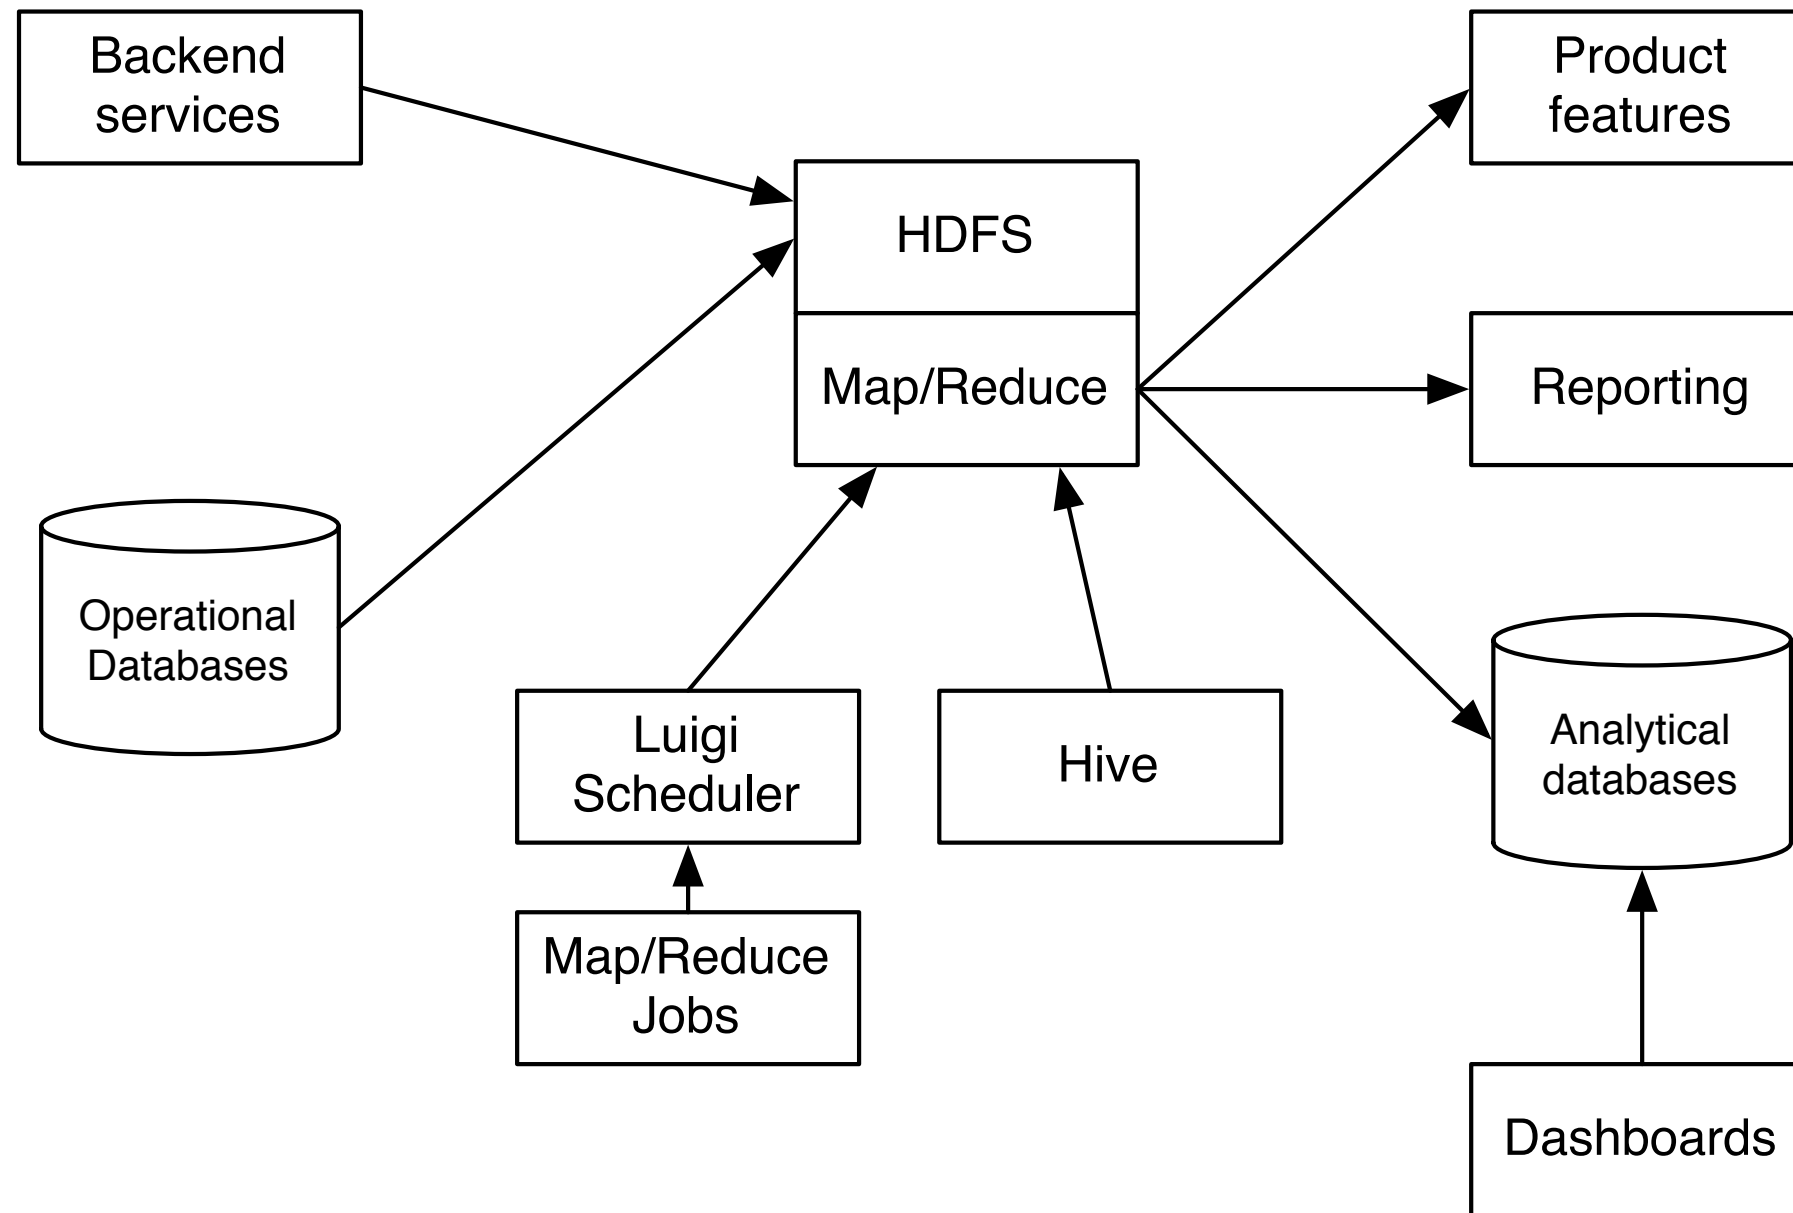 Backend
services
Product
features
HDFS
Map/Reduce
Reporting
Operational
Databases
Luigi
Scheduler
Hive
Analytical
databases
Map/Reduce
Jobs
Dashboards